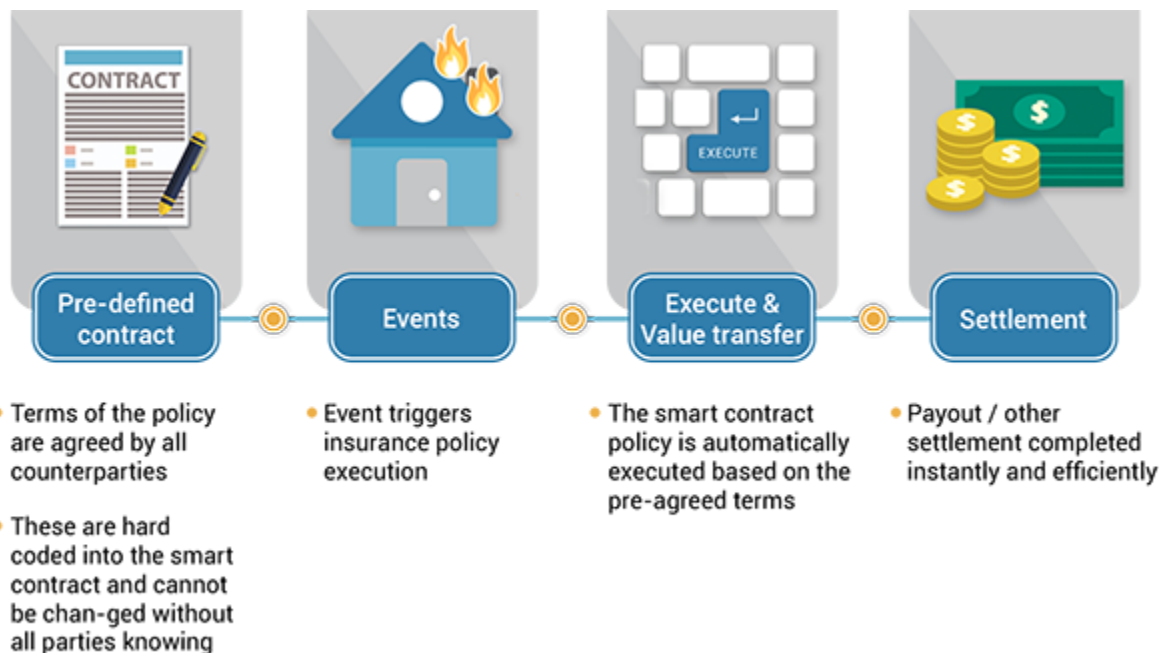 CONTRACT
EXECUTE
$
$
$
$
Pre-defined
contract
Events
Execute &
Value transfer
Settlement
Terms of the policy
are agreed by all
counterparties
These are hard
coded into the smart
contract and cannot
be chan-ged without
all parties knowing
Event triggers
insurance policy
execution
The smart contract
policy is automatically
executed based on the
pre-agreed terms
Payout / other
settlement completed
instantly and efficiently